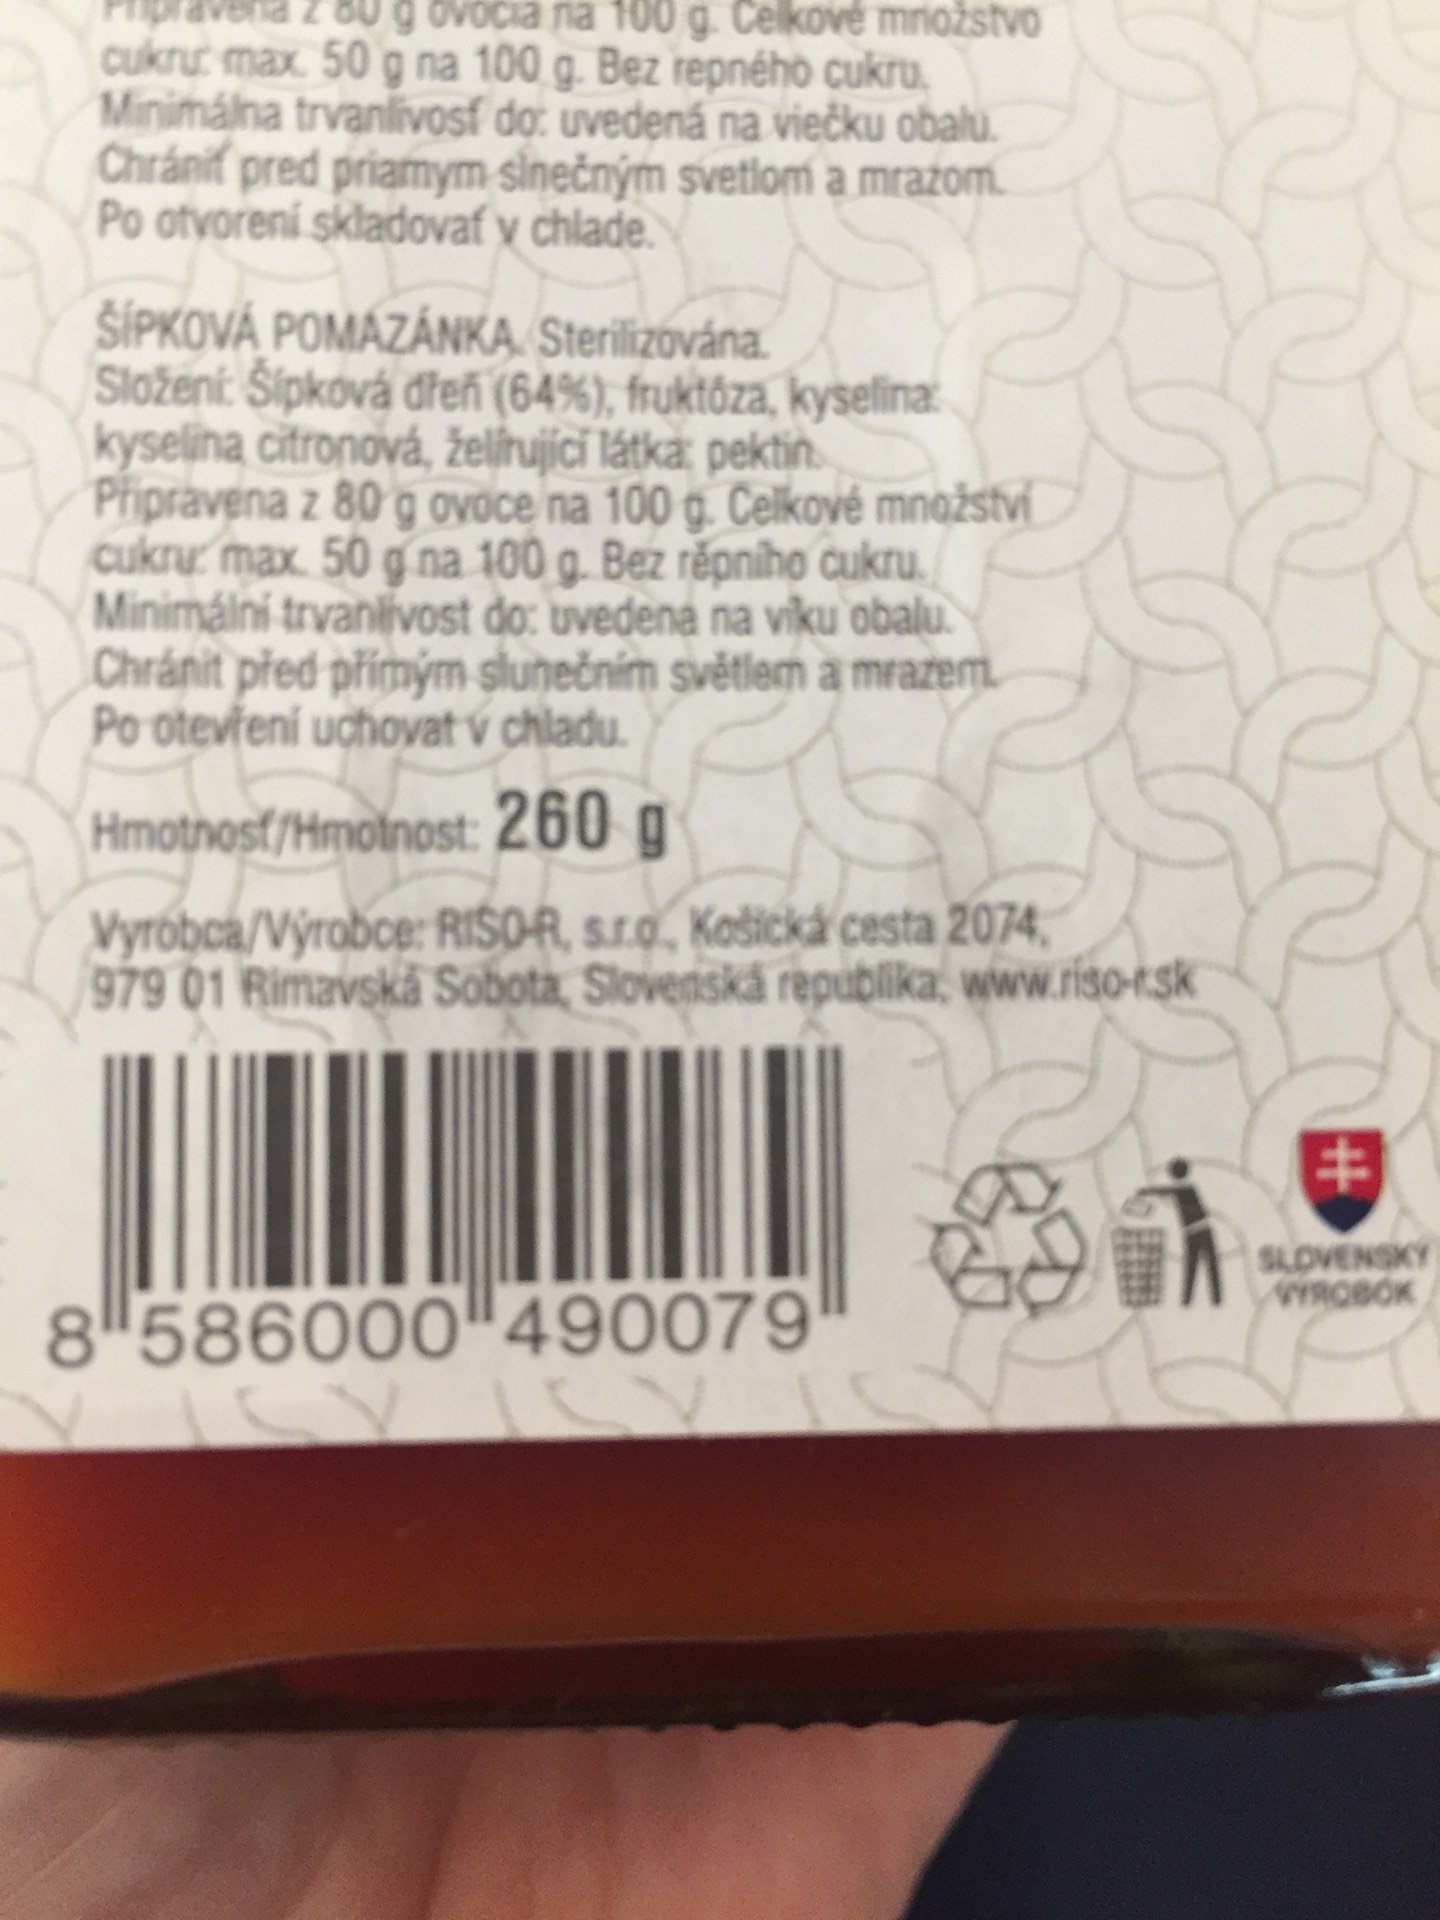 Pripravená z 80 g ovocia na 100 g. Celkové množstvo
cukru: max. 50 g na 100 g. Bez repného cukru.
Minimálna trvanlivosť do: uvedená na viečku obalu.
Chrániť pred priamym slnečným svetlom a mrazom.
Po otvorení skladovať v chlade.
ŠÍPKOVÁ POMAZÁNKA. Sterilizována.
Složení: Šípková dřeň (64%), fruktóza, kyselina:
kyselina citronová, želírující látka: pektin.
Připravena z 80 g ovoce na 100 g. Celkové množství
cukru: max. 50 g na 100 g. Bez řěpního cukru.
Minimální trvanlivost do: uvedena na víku obalu.
Chránit před přímým slunečním světlem a mrazem.
Po otevření uchovat v chladu.
Hmotnosť/Hmotnost: 260 g
Vyrobca/Výrobce: RISO-R, s.r.o., Košická cesta 2074,
979 01 Rimavská Sobota, Slovenská republika, www.riso-r.sk
8 586000 490079
SLOVENSKÝ
VÝROBOK